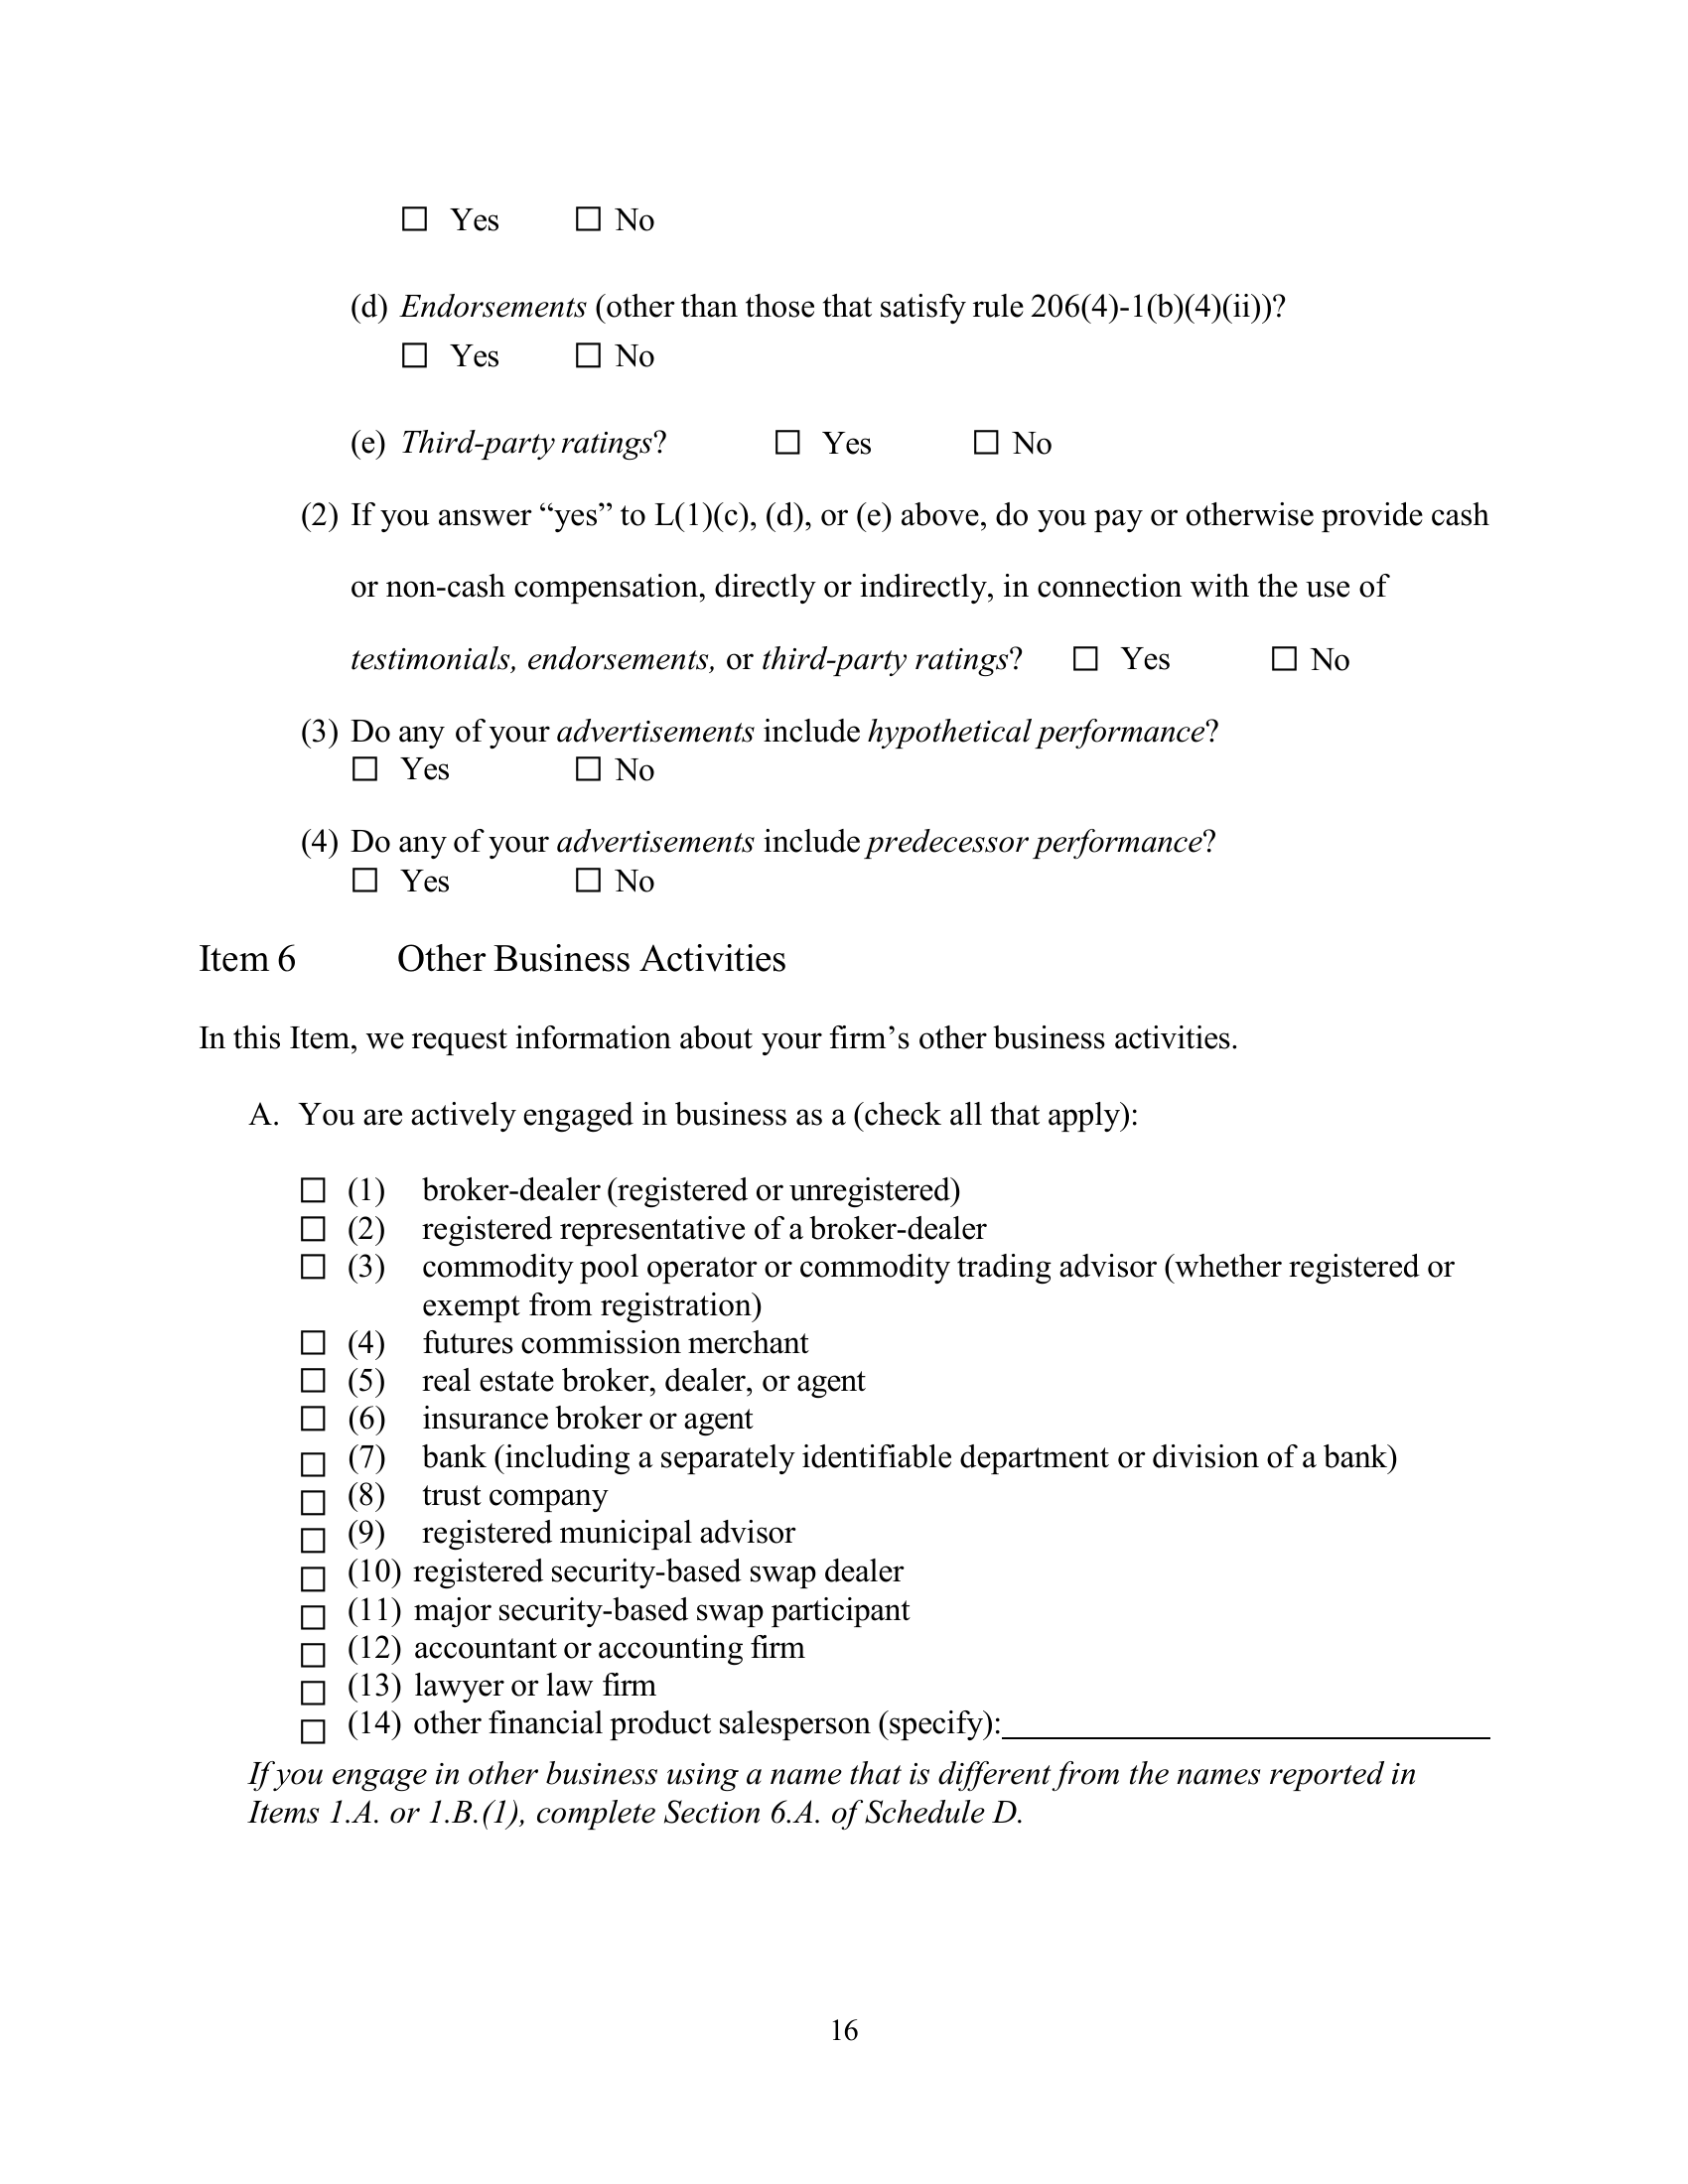 ☐ Yes ☐ No
(d) Endorsements (other than those that satisfy rule 206(4)-1(b)(4)(ii))?
☐ Yes ☐ No
(e) Third-party ratings? ☐ Yes ☐ No
(2) If you answer “yes” to L(1)(c), (d), or (e) above, do you pay or otherwise provide cash
or non-cash compensation, directly or indirectly, in connection with the use of
testimonials, endorsements, or third-party ratings? ☐ Yes ☐ No
(3) Do any of your advertisements include hypothetical performance?
☐ Yes ☐ No
(4) Do any of your advertisements include predecessor performance?
☐ Yes ☐ No
Item 6 Other Business Activities
In this Item, we request information about your firm’s other business activities.
A. You are actively engaged in business as a (check all that apply):
☐ (1) broker-dealer (registered or unregistered)
☐ (2) registered representative of a broker-dealer
☐ (3) commodity pool operator or commodity trading advisor (whether registered or
exempt from registration)
☐ (4) futures commission merchant
☐ (5) real estate broker, dealer, or agent
☐ (6) insurance broker or agent
☐ (7) bank (including a separately identifiable department or division of a bank)
☐ (8) trust company
☐ (9) registered municipal advisor
☐ (10) registered security-based swap dealer
☐ (11) major security-based swap participant
☐ (12) accountant or accounting firm
☐ (13) lawyer or law firm
☐ (14) other financial product salesperson (specify):
If you engage in other business using a name that is different from the names reported in
Items 1.A. or 1.B.(1), complete Section 6.A. of Schedule D.
16